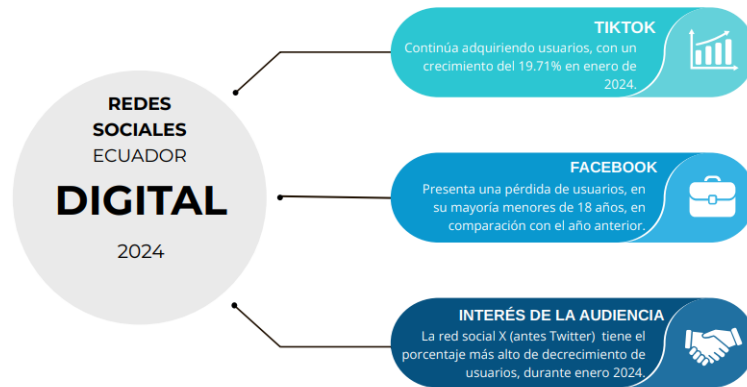 REDES
SOCIALES
ECUADOR
DIGITAL
2024
TIKTOK
Continúa adquiriendo usuarios, con un
crecimiento del 19.71% en enero de
2024.
FACEBOOK
Presenta una pérdida de usuarios, en
su mayoría menores de 18 años, en
comparación con el año anterior.
INTERÉS DE LA AUDIENCIA
La red social X (antes Twitter) tiene el
porcentaje más alto de decrecimiento de
usuarios, durante enero 2024.